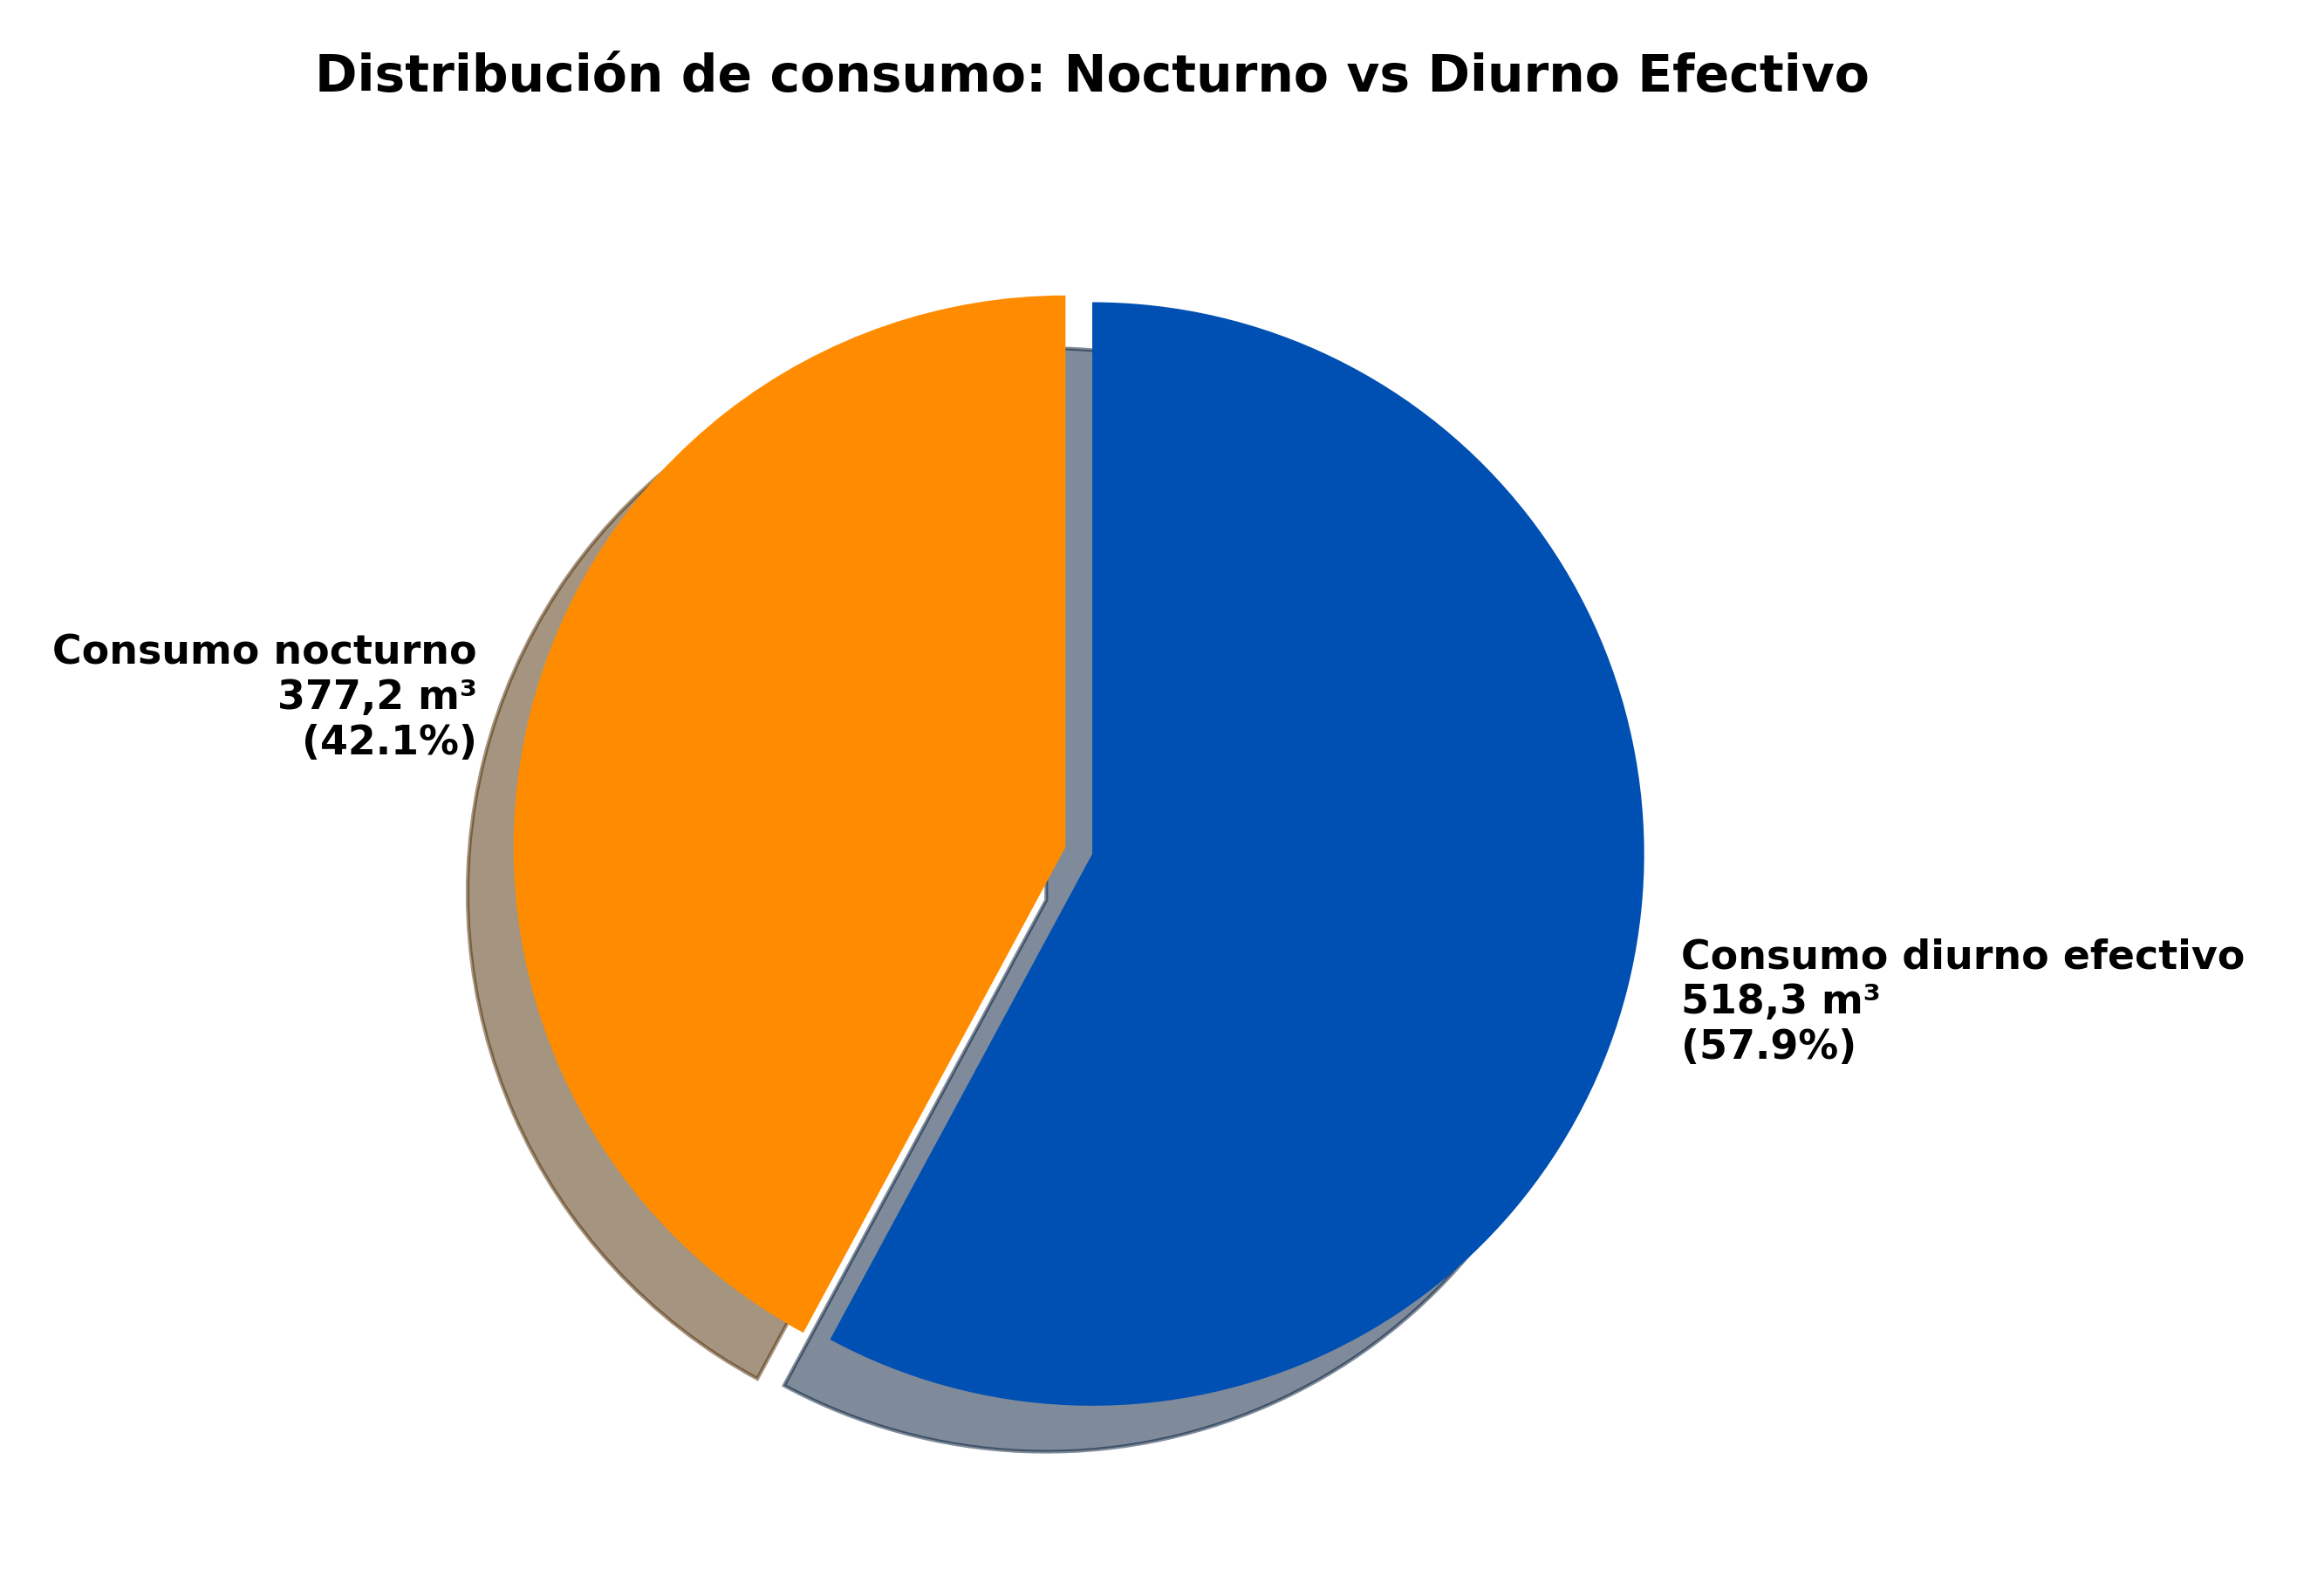 Distribución de consumo: Nocturno vs Diurno Efectivo
Consumo nocturno
377,2 m³
(42.1%)
Consumo diurno efectivo
518,3 m³
(57.9%)